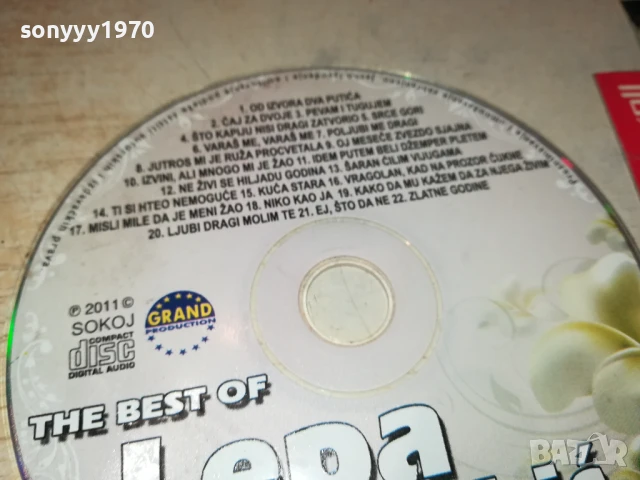 sonyyy1970
1. OD IZVORA DVA PUTIĆA
2. ČAJ ZA DVOJE 3. PEVAM I TUGUJEM
4. ŠTO KAPIJU NISI DRAGI ZATVORIO 5. SRCE GORI
6. VARAŠ ME, VARAŠ ME 7. POLJUBI ME DRAGI
8. JUTROS MI JE RUŽA PROCVETALA 9. OJ MESEČE ZVEZDO SJAJNA
10. IZVINI, ALI MNOGO MI JE ŽAO 11. IDEM PUTEM BELI DŽEMPER PLETEM
12. NE ŽIVI SE HILJADU GODINA 13. ŠARAN ĆILIM VIJUGAMA
14. TI SI HTEO NEMOGUĆE 15. KUĆA STARA 16. VRAGOLAN, KAD NA PROZOR ČUKNE
17. MISLI MILE DA JE MENI ŽAO 18. NIKO KAO JA 19. KAKO DA MU KAŽEM DA ZA NJEGA ŽIVIM
20. LJUBI DRAGI MOLIM TE 21. EJ, ŠTO DA NE 22. ZLATNE GODINE
℗ 2011 ©
SOKOJ
COMPACT
disc
DIGITAL AUDIO
GRAND
PRODUCTION
THE BEST OF
Lepa
BAZAR